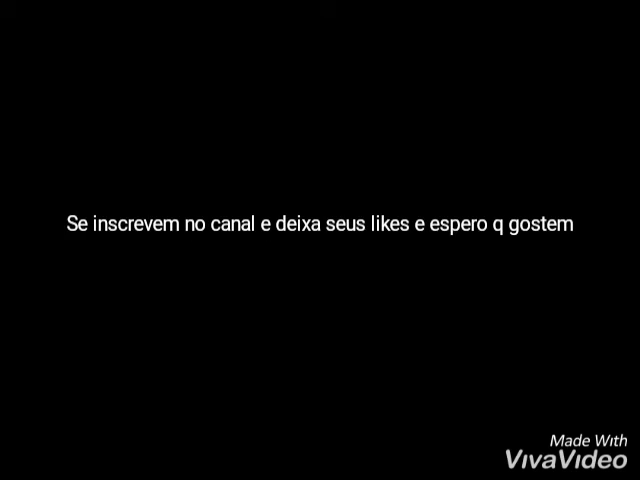 Se inscrevem no canal e deixa seus likes e espero q gostem
Made With
VivaVideo